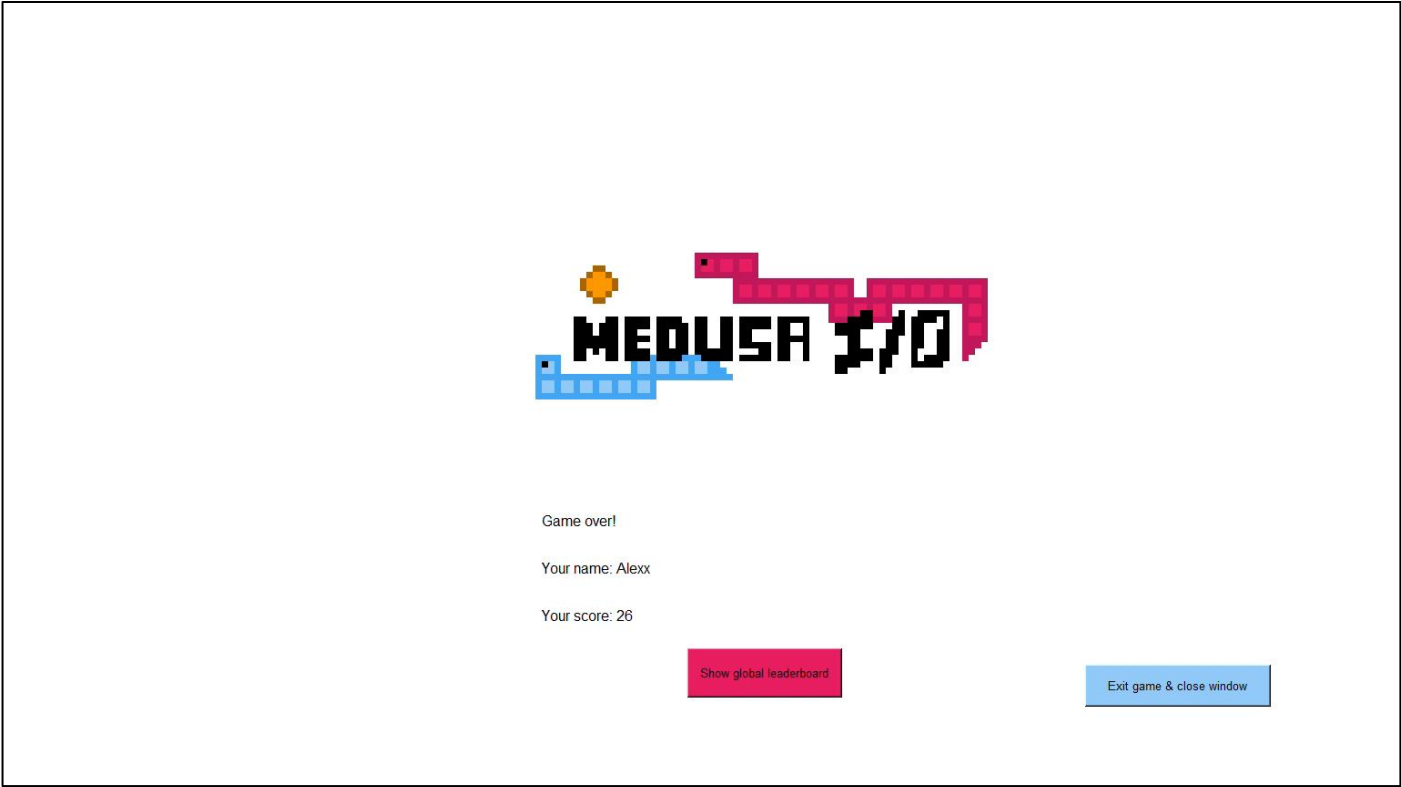 MEDUSA I/O
Game over!
Your name: Alexx
Your score: 26
Show global leaderboard
Exit game & close window